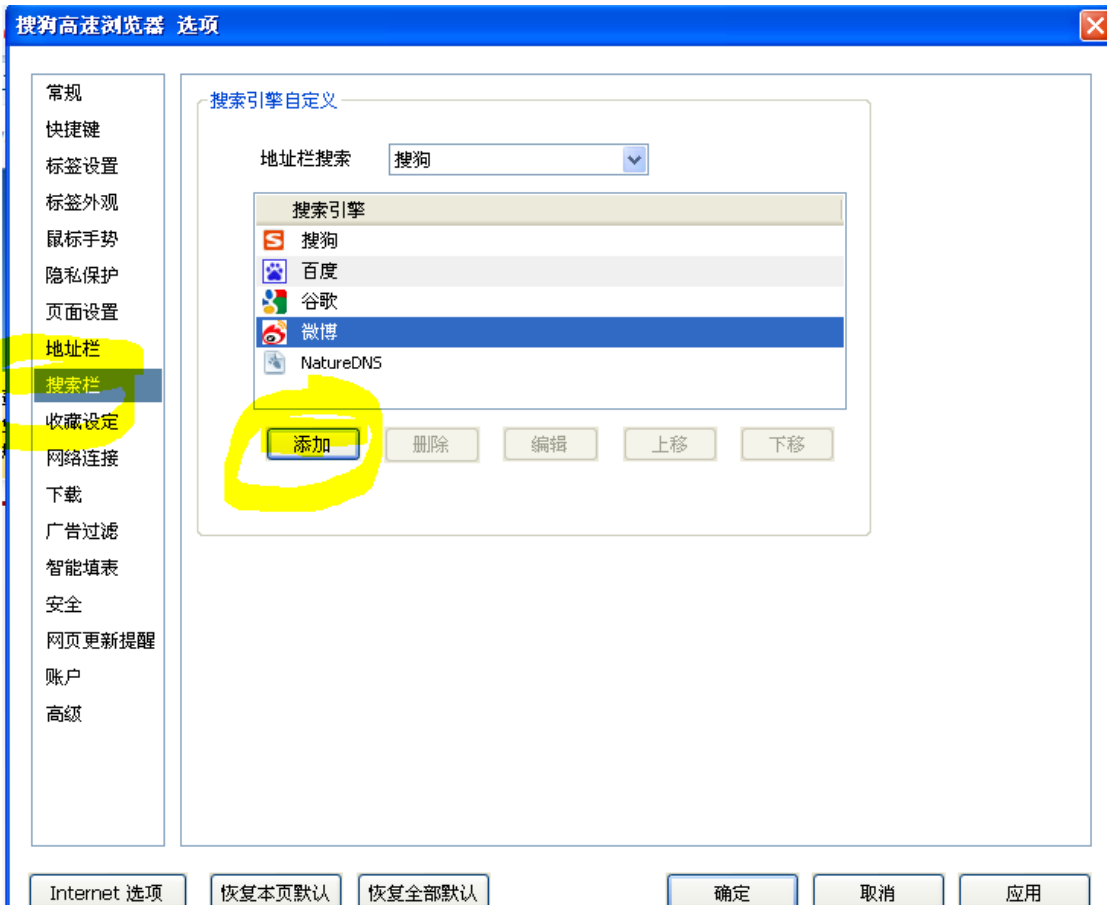 搜狗高速浏览器 选项
常规
快捷键
标签设置
标签外观
鼠标手势
隐私保护
页面设置
地址栏
搜索栏
收藏设定
网络连接
下载
广告过滤
智能填表
安全
网页更新提醒
账户
高级
搜索引擎自定义
地址栏搜索 搜狗
搜索引擎
搜狗
百度
谷歌
微博
NatureDNS
添加 删除 编辑 上移 下移
Internet 选项 恢复本页默认 恢复全部默认 确定 取消 应用